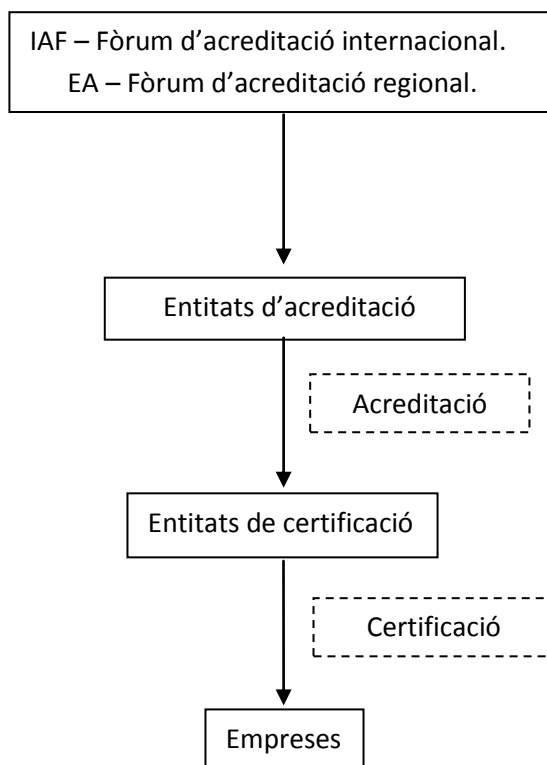 IAF – Fòrum d’acreditació internacional.
EA – Fòrum d’acreditació regional.
Entitats d’acreditació
Acreditació
Entitats de certificació
Certificació
Empreses